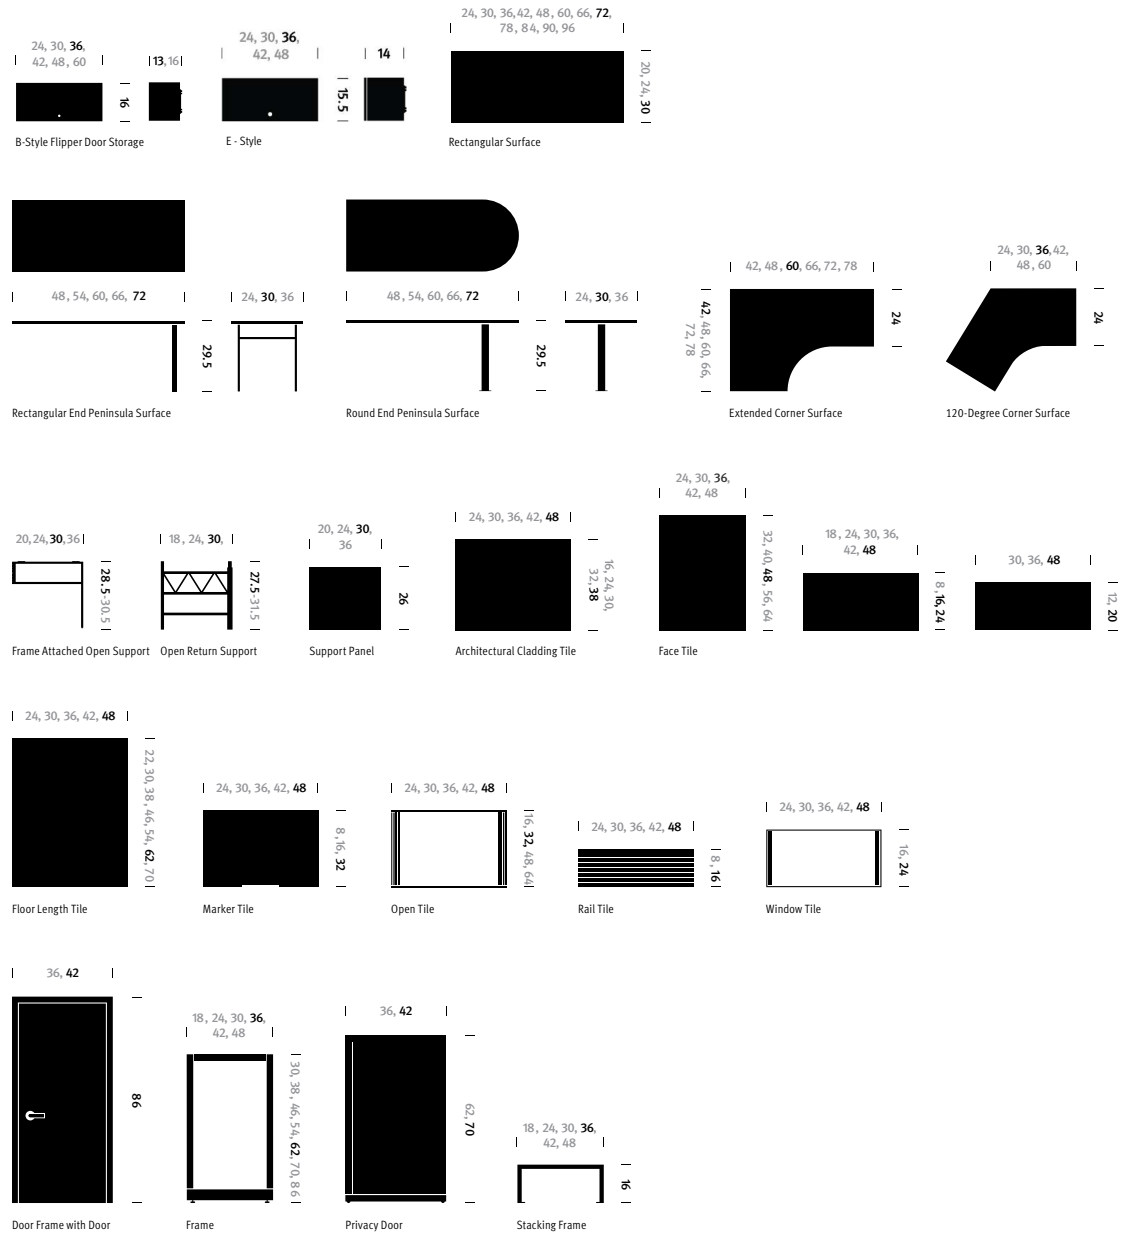 24, 30, 36,
42, 48, 60
13, 16
16
B-Style Flipper Door Storage
24, 30, 36,
42, 48
14
15.5
E - Style
24, 30, 36, 42, 48, 60, 66, 72,
78, 84, 90, 96
20, 24, 30
Rectangular Surface
48, 54, 60, 66, 72
24, 30, 36
29.5
Rectangular End Peninsula Surface
48, 54, 60, 66, 72
24, 30, 36
29.5
Round End Peninsula Surface
42, 48, 60, 66, 72, 78
42, 48, 60, 66,
72, 78
24
Extended Corner Surface
24, 30, 36, 42,
48, 60
24
120-Degree Corner Surface
20, 24, 30, 36
28.5-30.5
Frame Attached Open Support
18, 24, 30,
27.5-31.5
Open Return Support
20, 24, 30,
36
26
Support Panel
24, 30, 36, 42, 48
16, 24, 30,
32, 38
Architectural Cladding Tile
24, 30, 36,
42, 48
32, 40, 48, 56, 64
Face Tile
18, 24, 30, 36,
42, 48
8, 16, 24
30, 36, 48
12, 20
24, 30, 36, 42, 48
22, 30, 38, 46, 54, 62, 70
Floor Length Tile
24, 30, 36, 42, 48
8, 16, 32
Marker Tile
24, 30, 36, 42, 48
16, 32, 48, 64
Open Tile
24, 30, 36, 42, 48
8, 16
Rail Tile
24, 30, 36, 42, 48
16, 24
Window Tile
36, 42
86
Door Frame with Door
18, 24, 30, 36,
42, 48
30, 38, 46, 54, 62, 70, 86
Frame
36, 42
62, 70
Privacy Door
18, 24, 30, 36,
42, 48
16
Stacking Frame